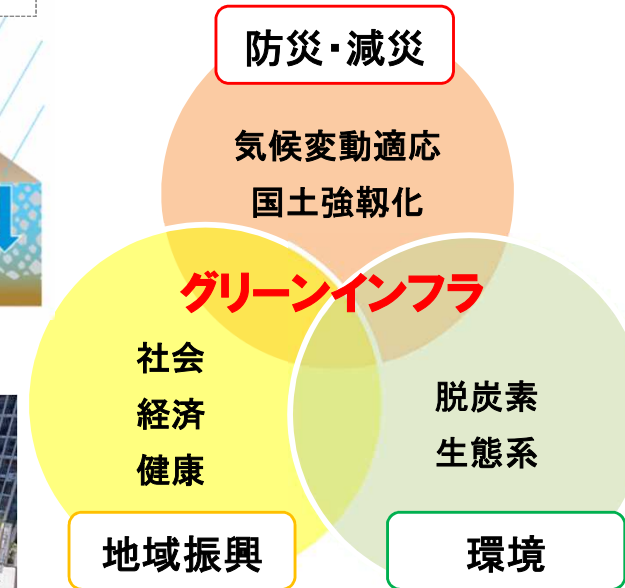 防災・減災
気候変動適応
国土強靱化
グリーンインフラ
社会
経済
健康
脱炭素
生態系
地域振興
環境